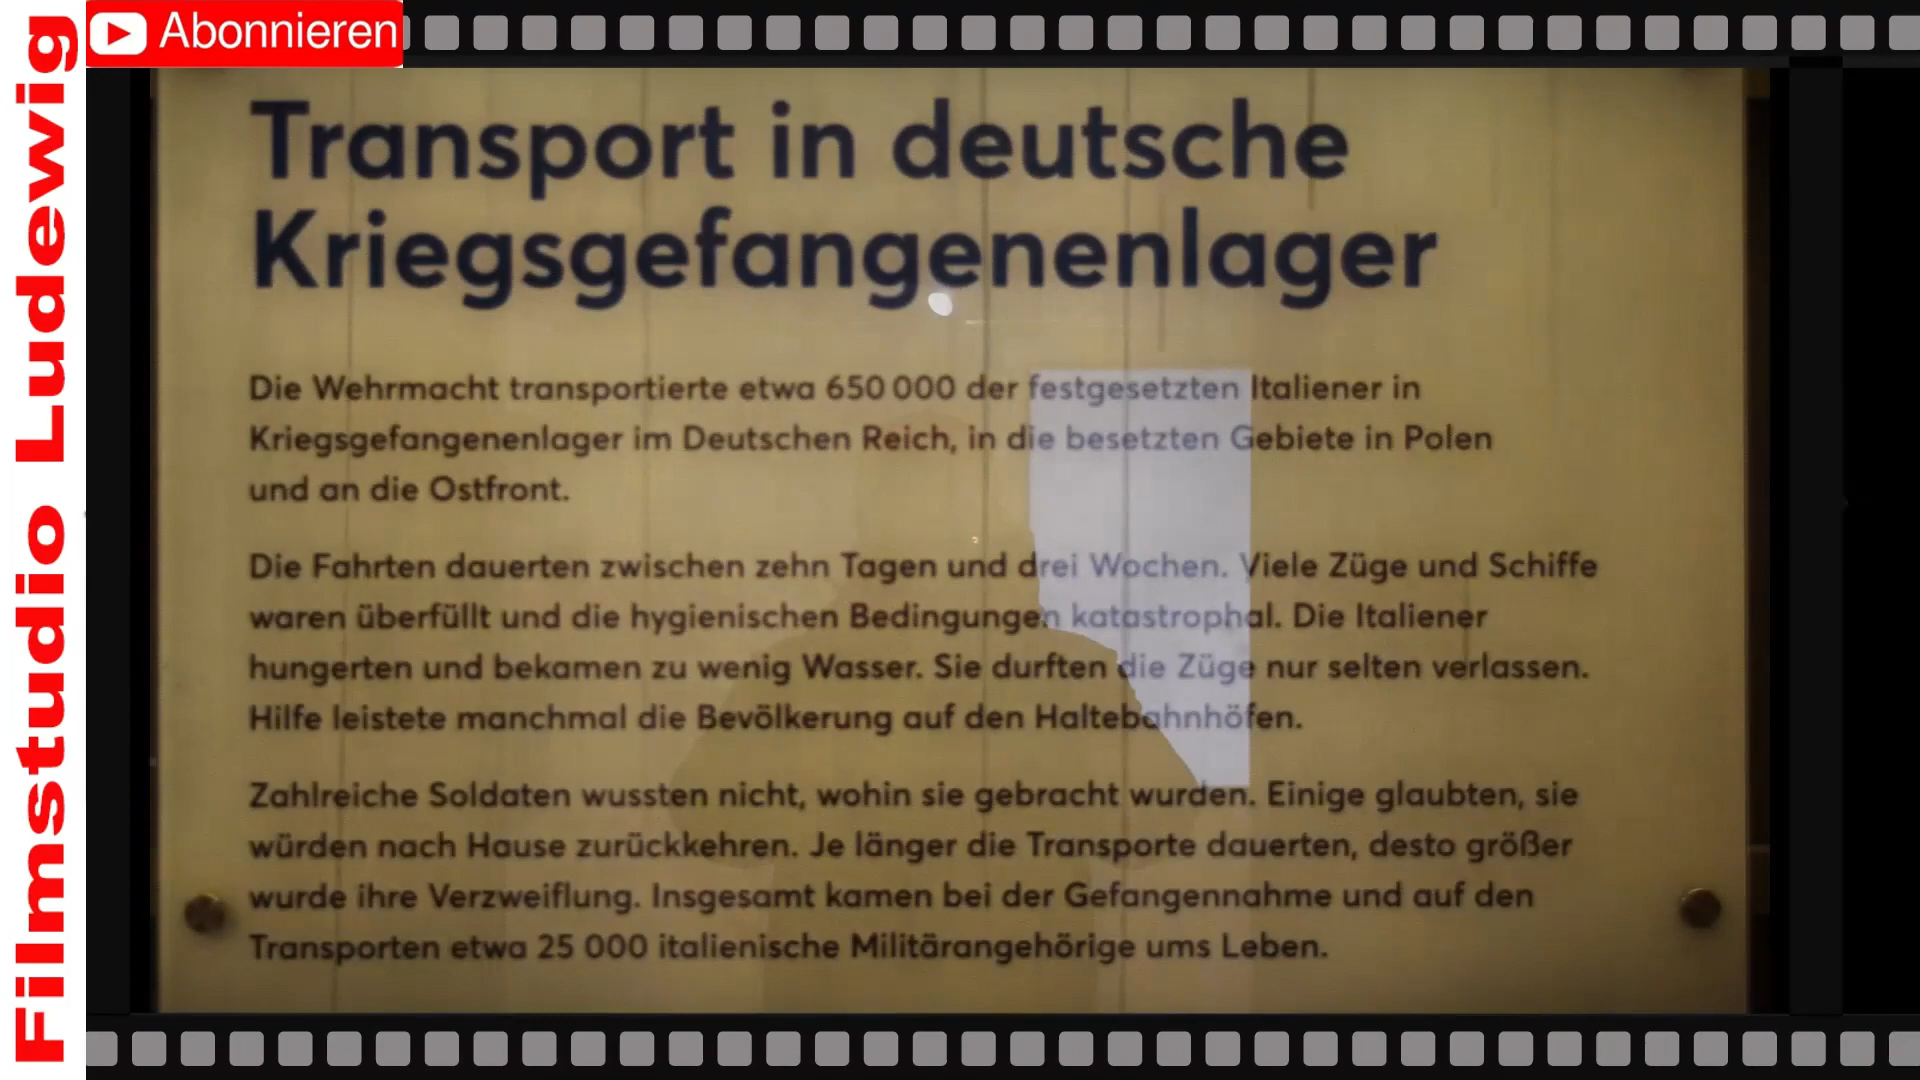 Abonnieren
Filmstudio Ludewig
Transport in deutsche
Kriegsgefangenenlager
Die Wehrmacht transportierte etwa 650 000 der festgesetzten Italiener in
Kriegsgefangenenlager im Deutschen Reich, in die besetzten Gebiete in Polen
und an die Ostfront.
Die Fahrten dauerten zwischen zehn Tagen und drei Wochen. Viele Züge und Schiffe
waren überfüllt und die hygienischen Bedingungen katastrophal. Die Italiener
hungerten und bekamen zu wenig Wasser. Sie durften die Züge nur selten verlassen.
Hilfe leistete manchmal die Bevölkerung auf den Haltebahnhöfen.
Zahlreiche Soldaten wussten nicht, wohin sie gebracht wurden. Einige glaubten, sie
würden nach Hause zurückkehren. Je länger die Transporte dauerten, desto größer
wurde ihre Verzweiflung. Insgesamt kamen bei der Gefangennahme und auf den
Transporten etwa 25 000 italienische Militärangehörige ums Leben.